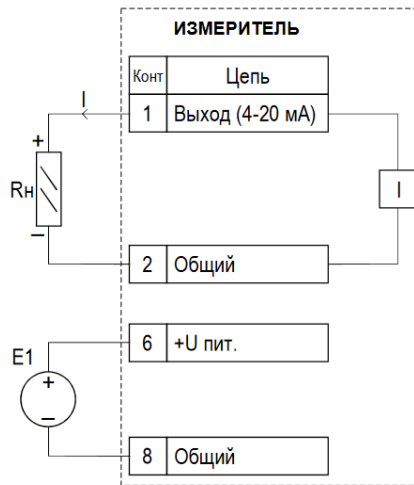 ИЗМЕРИТЕЛЬ
Конт Цепь
I
1 Выход (4-20 мА)
+
Rн
I
–
2 Общий
6 +U пит.
E1
+
–
8 Общий